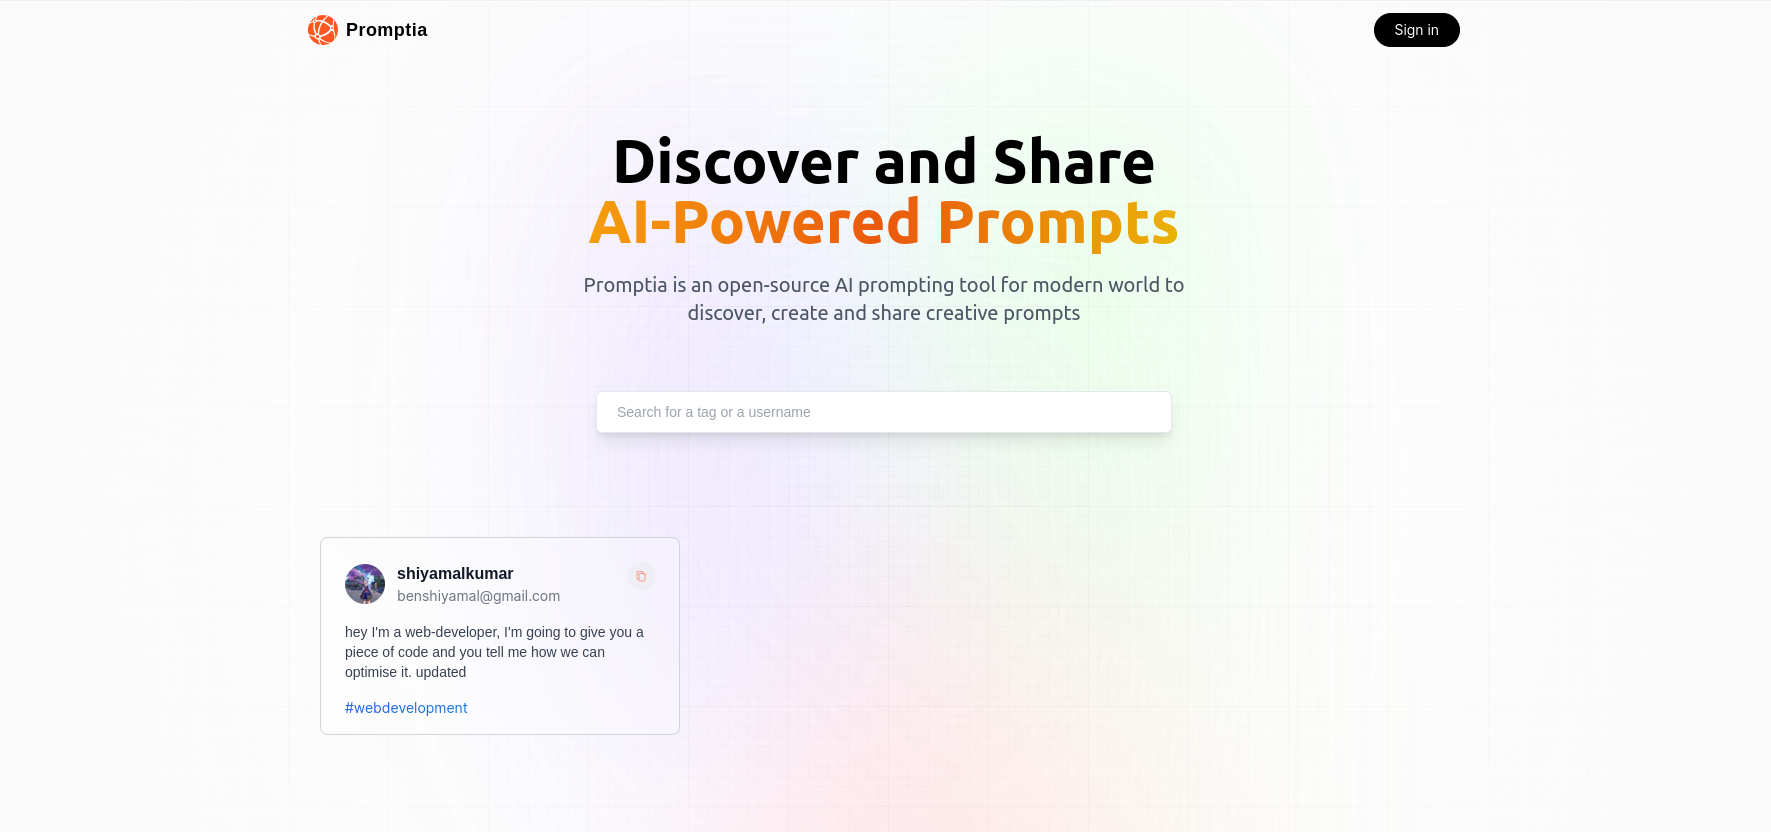 Promptia
Sign in
Discover and Share
AI-Powered Prompts
Promptia is an open-source AI prompting tool for modern world to
discover, create and share creative prompts
Search for a tag or a username
shiyamalkumar
benshiyamal@gmail.com
hey I'm a web-developer, I'm going to give you a
piece of code and you tell me how we can
optimise it. updated
#webdevelopment